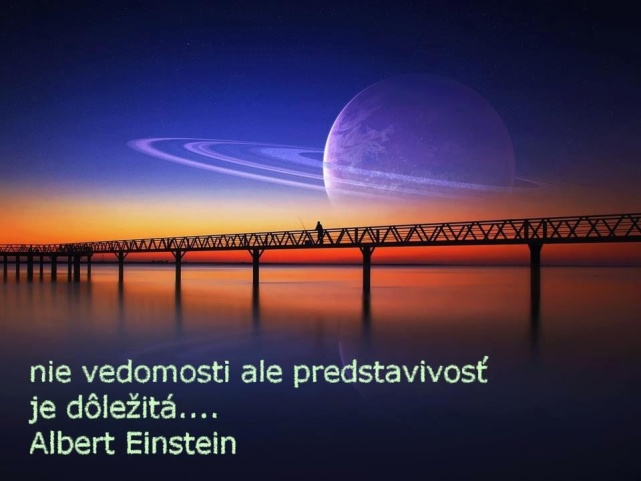 nie vedomosti ale predstavivosť
je dôležitá....
Albert Einstein